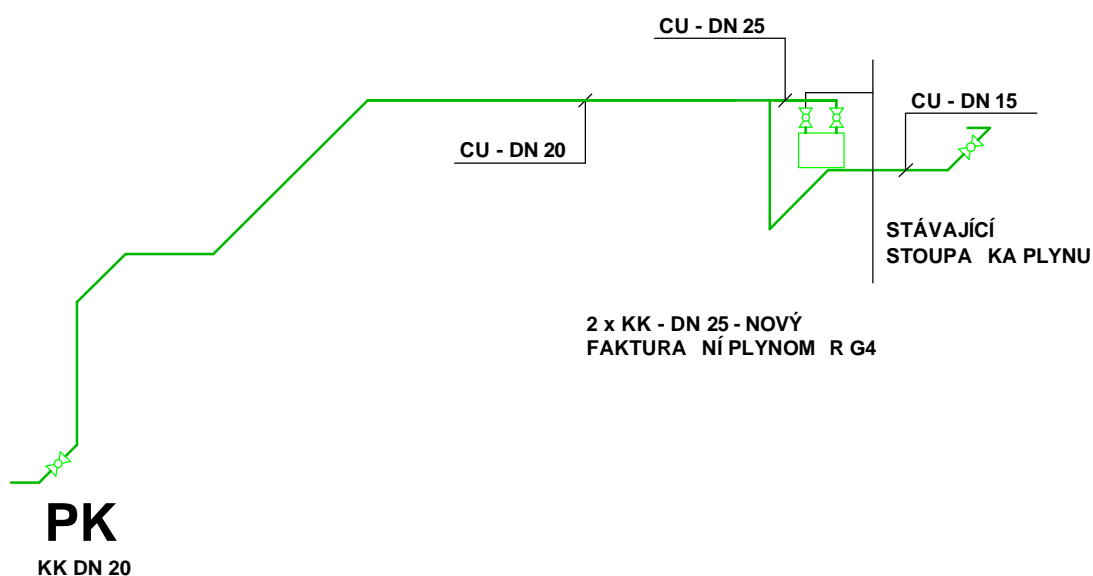 CU - DN 25
CU - DN 15
CU - DN 20
STÁVAJÍCÍ
STOUPA KA PLYNU
2 x KK - DN 25 - NOVÝ
FAKTURA NÍ PLYNOM R G4
PK
KK DN 20